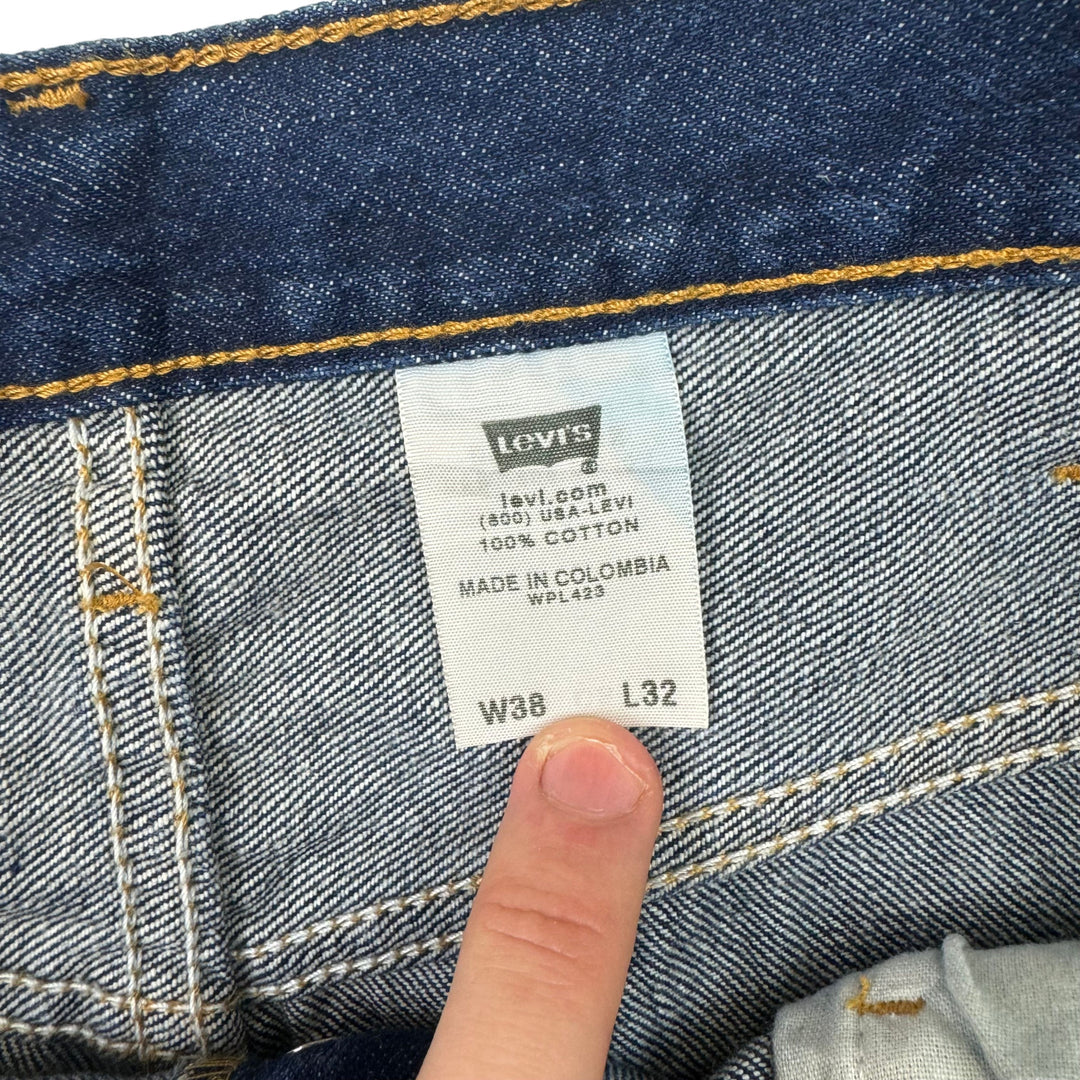 LEVI'S®
levi.com
(800) USA-LEVI
100% COTTON
MADE IN COLOMBIA
WPL423
W38 L32